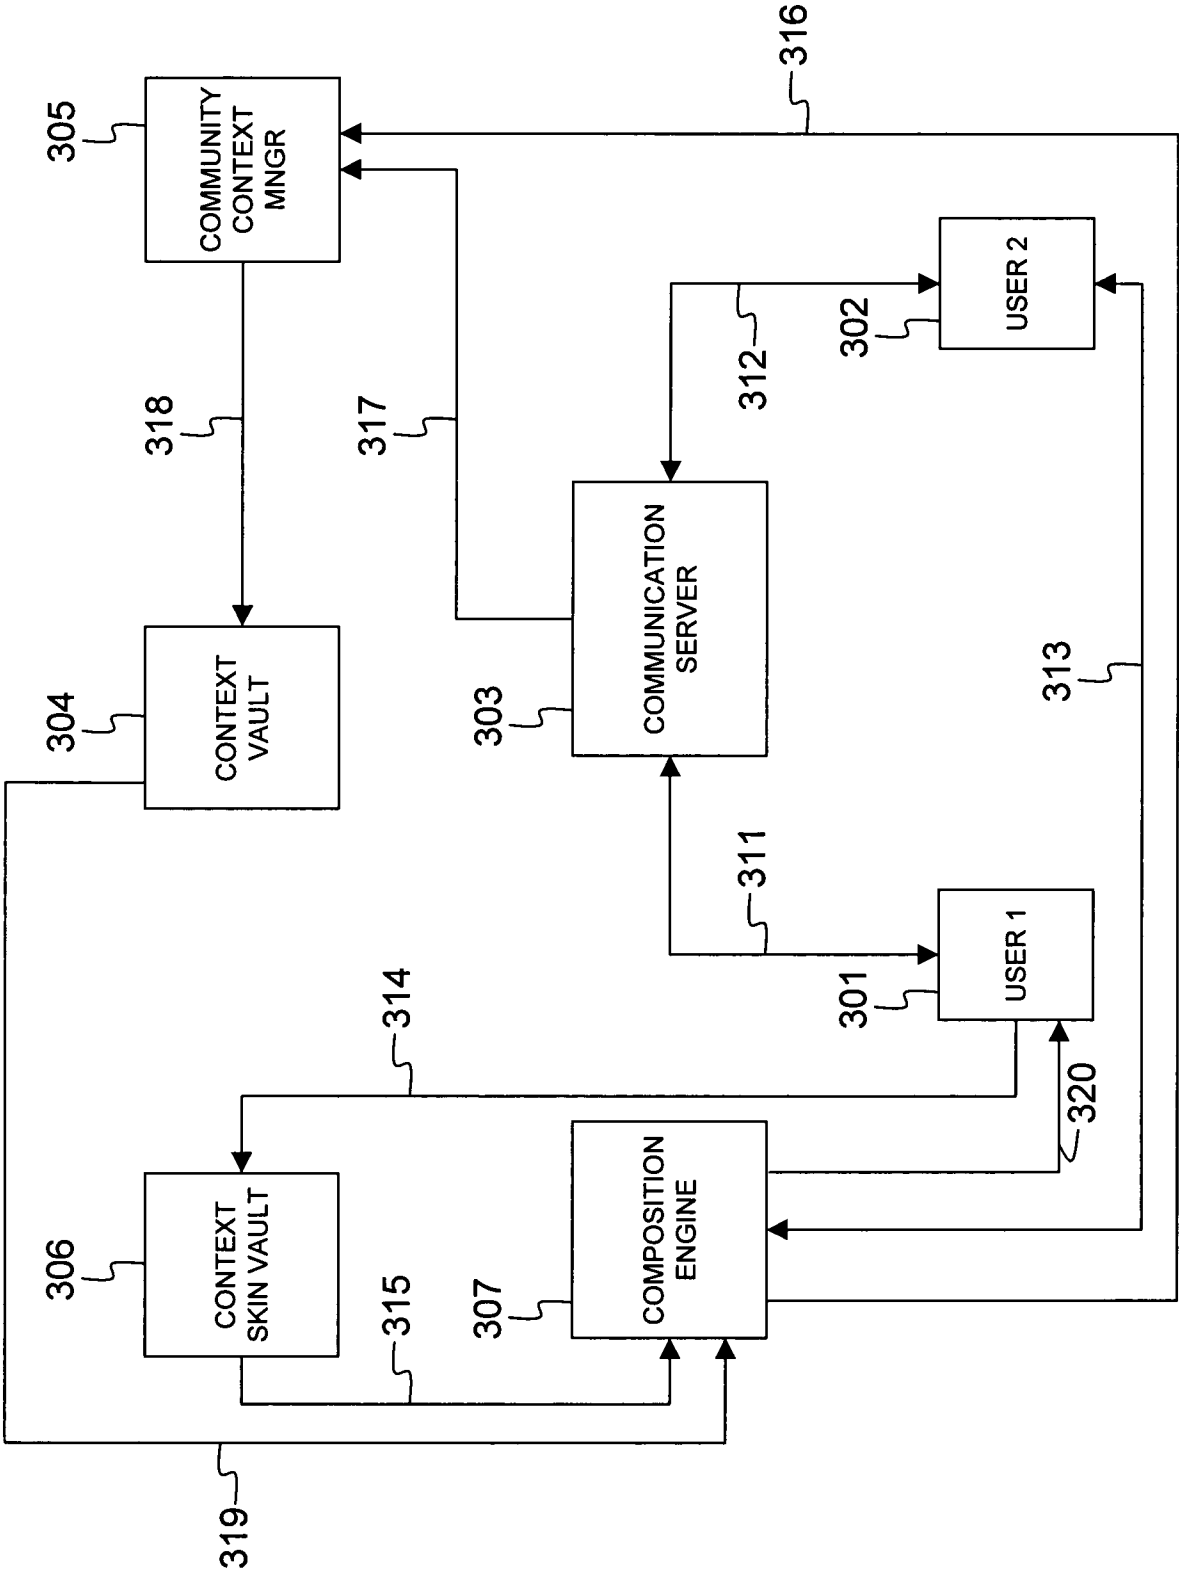 306
CONTEXT
SKIN VAULT
304
CONTEXT
VAULT
318
305
COMMUNITY
CONTEXT
MNGR
319
315
314
317
307
COMPOSITION
ENGINE
303
COMMUNICATION
SERVER
311
312
316
320
301
USER 1
302
USER 2
313